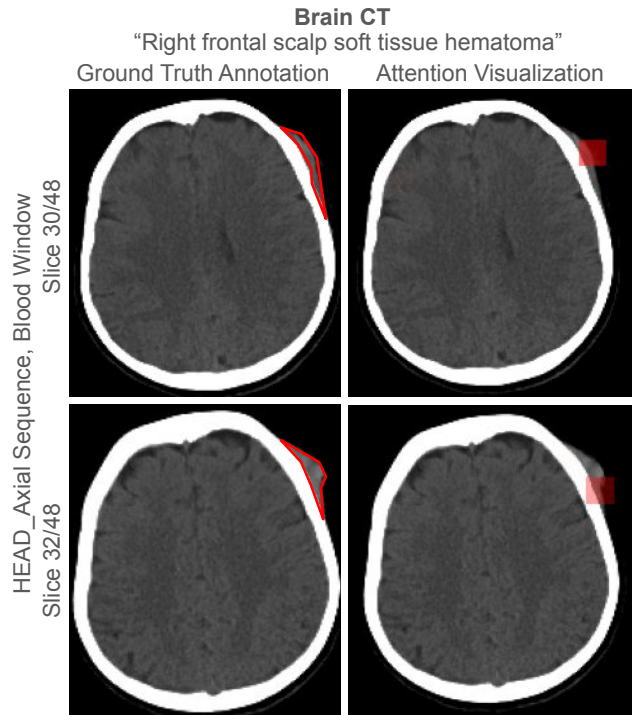 Brain CT
“Right frontal scalp soft tissue hematoma”
Ground Truth Annotation
Attention Visualization
HEAD_Axial Sequence, Blood Window
Slice 30/48
Slice 32/48